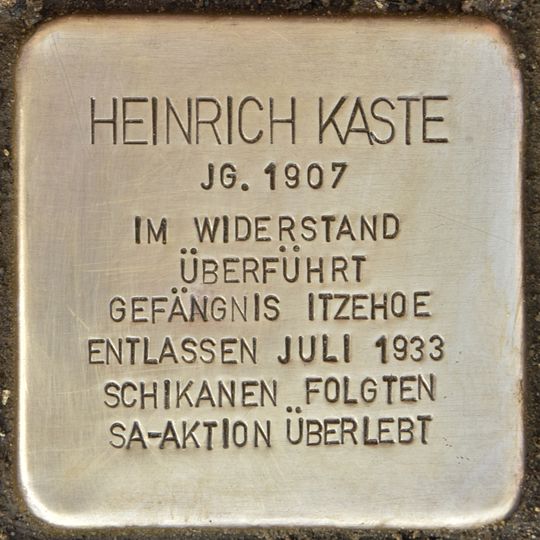 HEINRICH KASTE
JG. 1907
IM WIDERSTAND
ÜBERFÜHRT
GEFÄNGNIS ITZEHOE
ENTLASSEN JULI 1933
SCHIKANEN FOLGTEN
SA-AKTION ÜBERLEBT